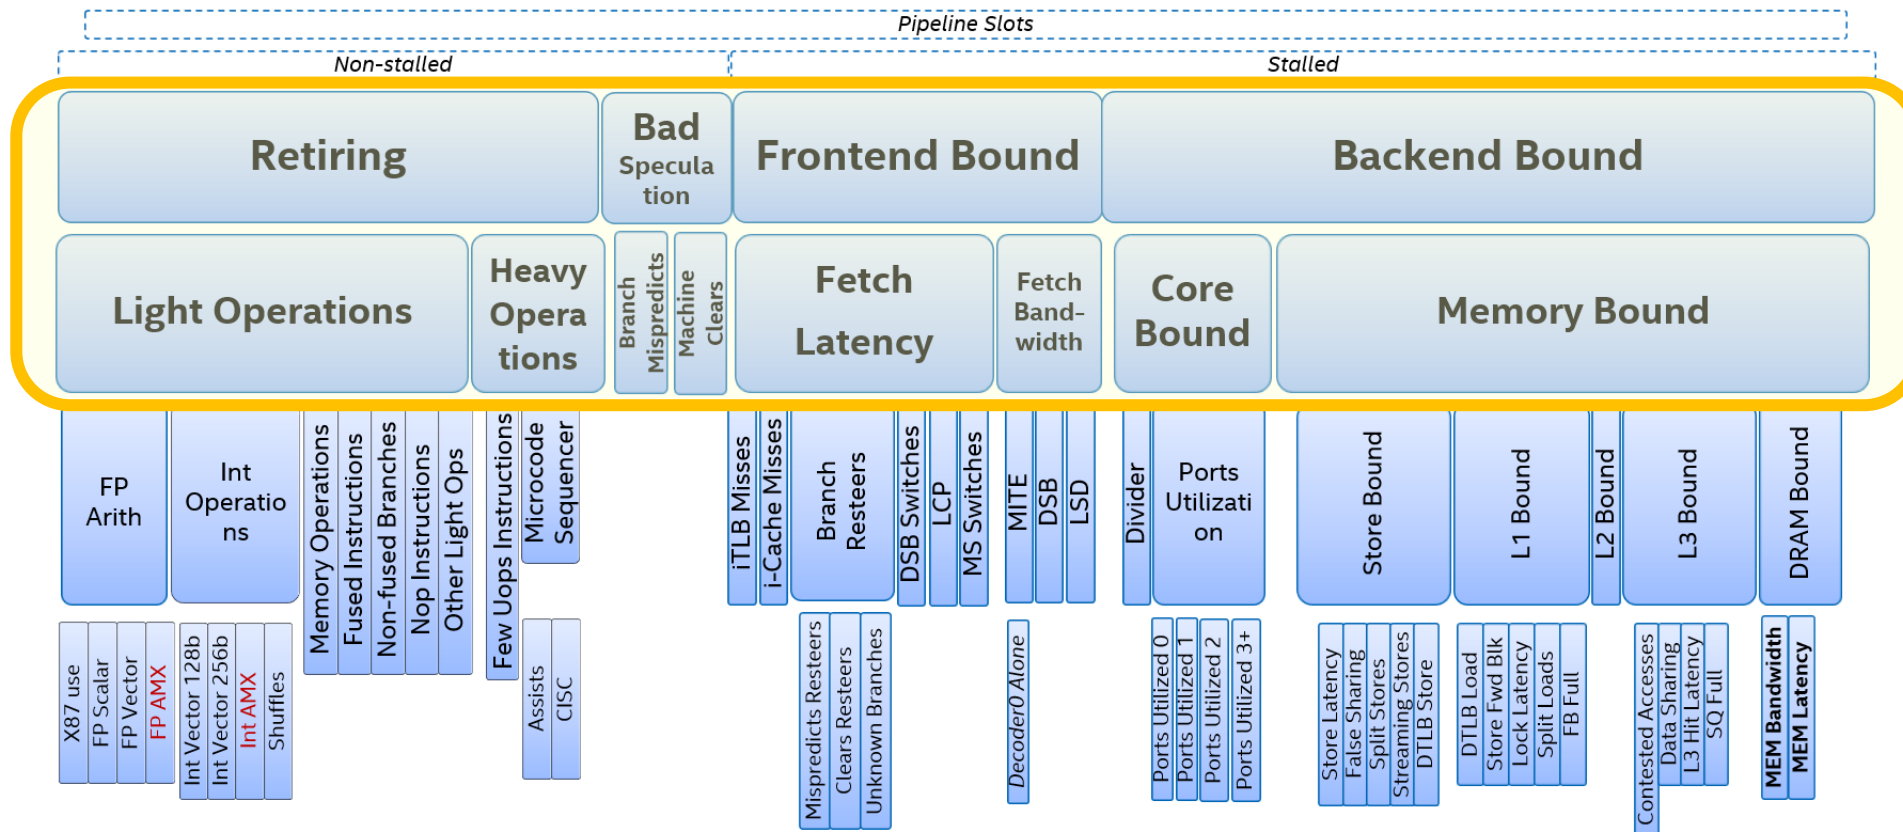 Pipeline Slots
Non-stalled
Stalled
Retiring
Bad
Specula
tion
Frontend Bound
Backend Bound
Light Operations
Heavy
Opera
tions
Branch
Mispredicts
Machine
Clears
Fetch
Latency
Fetch
Band-
width
Core
Bound
Memory Bound
FP
Arith
Int
Operatio
ns
Memory Operations
Fused Instructions
Non-fused Branches
Nop Instructions
Other Light Ops
Few Uops Instructions
Microcode
Sequencer
iTLB Misses
i-Cache Misses
Branch
Resteers
DSB Switches
LCP
MS Switches
MITE
DSB
LSD
Divider
Ports
Utilizati
on
Store Bound
L1 Bound
L2 Bound
L3 Bound
DRAM Bound
X87 use
FP Scalar
FP Vector
FP AMX
Int Vector 128b
Int Vector 256b
Int AMX
Shuffles
Assists
CISC
Mispredicts Resteers
Clears Resteers
Unknown Branches
Decoder0 Alone
Ports Utilized 0
Ports Utilized 1
Ports Utilized 2
Ports Utilized 3+
Store Latency
False Sharing
Split Stores
Streaming Stores
DTLB Store
DTLB Load
Store Fwd Blk
Lock Latency
Split Loads
FB Full
Contested Accesses
Data Sharing
L3 Hit Latency
SQ Full
MEM Bandwidth
MEM Latency